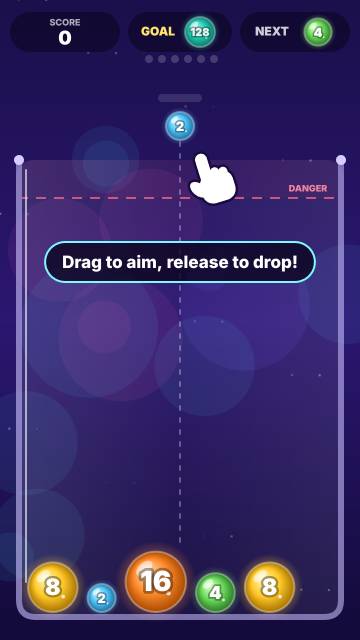 SCORE
0
GOAL 128
NEXT 4
2
DANGER
Drag to aim, release to drop!
8 2 16 4 8